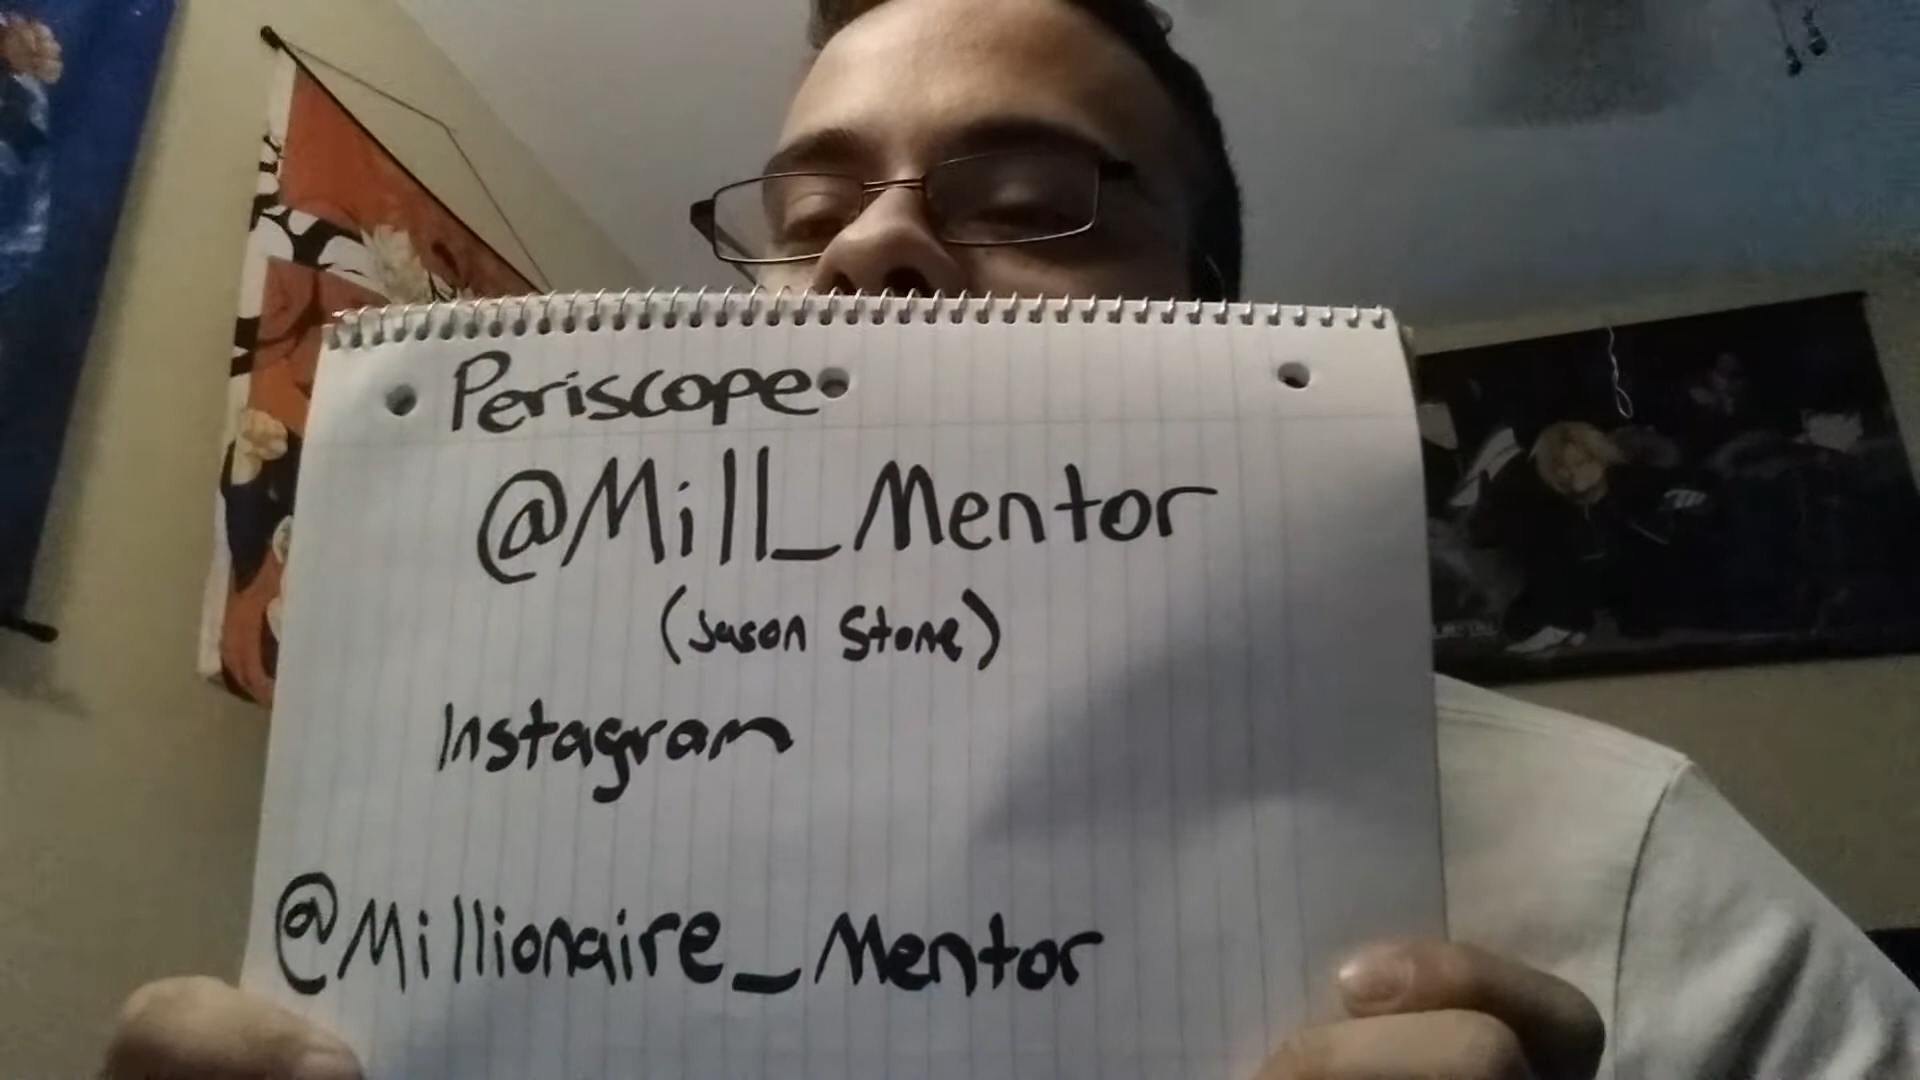 Periscope
@Mill_Mentor
(Jason Stone)
Instagram
@Millionaire_Mentor